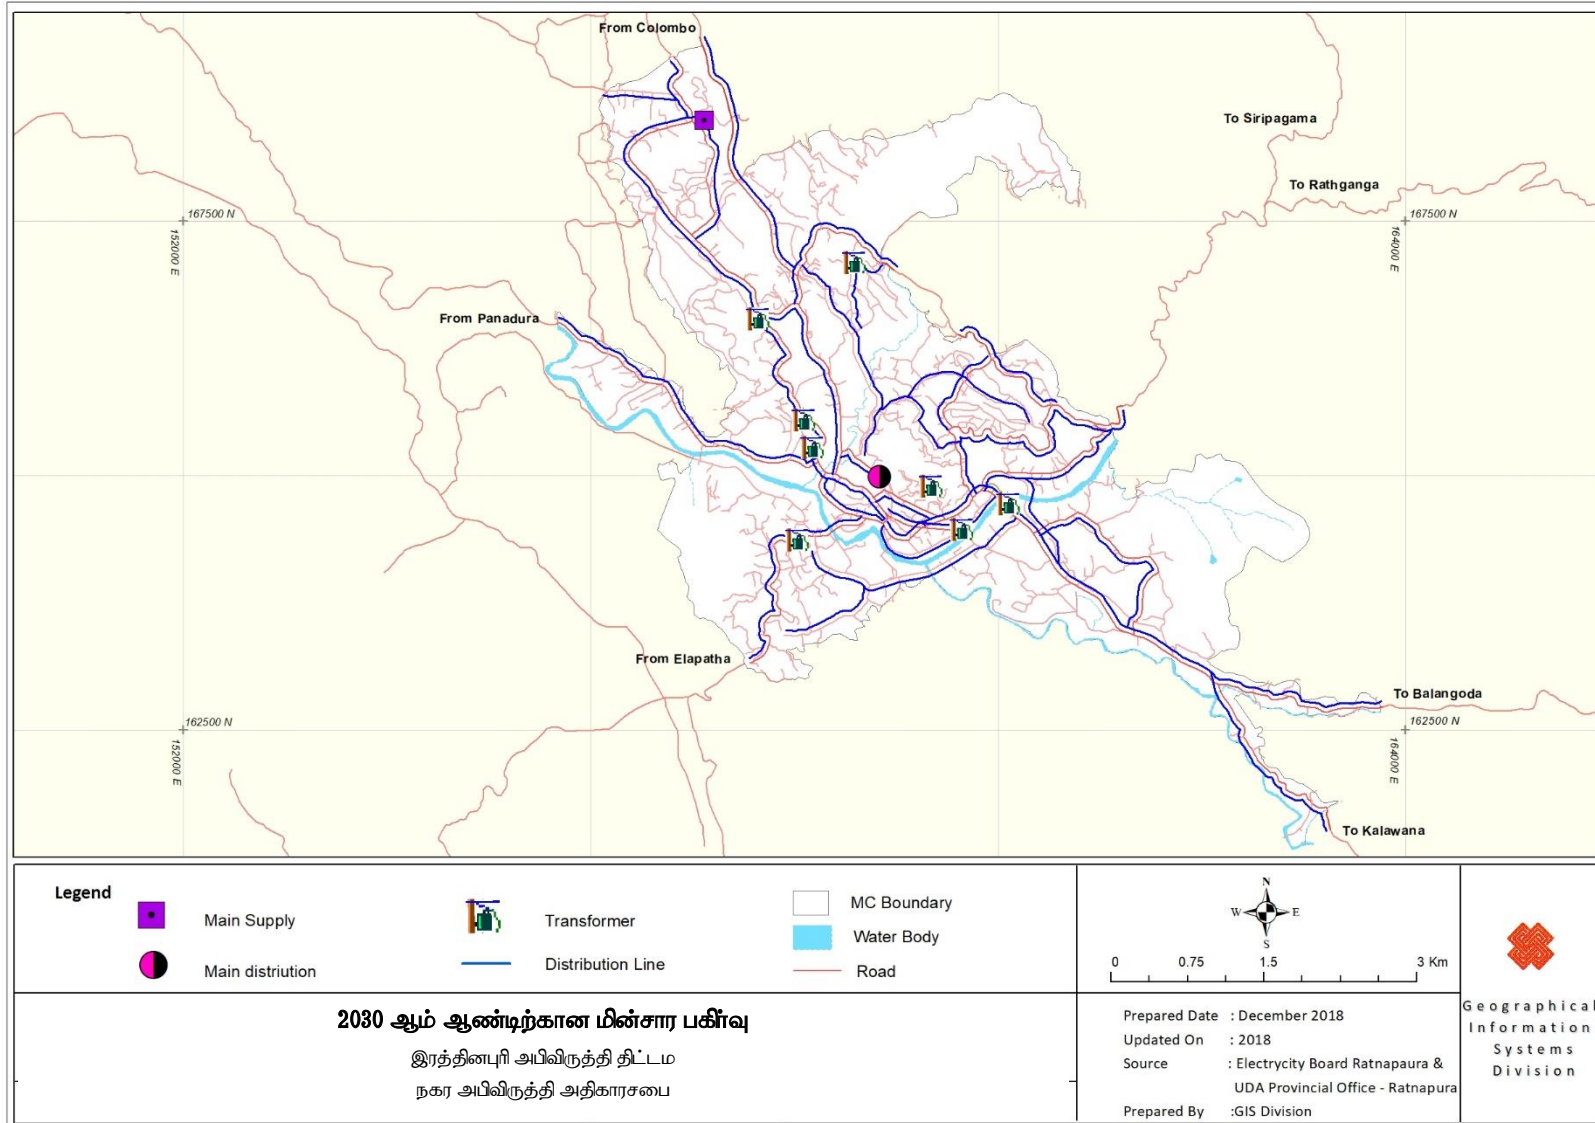 From Colombo
To Siripagama
To Rathganga
167500 N
167500 N
152000 E
164000 E
From Panadura
From Elapatha
To Balangoda
162500 N
162500 N
152000 E
164000 E
To Kalawana
Legend
Main Supply
Transformer
MC Boundary
Main distriution
Distribution Line
Water Body
Road
N
W E
S
0 0.75 1.5 3 Km
2030 ஆம் ஆண்டிற்கான மின்சார பகிர்வு
இரத்தினபுரி அபிவிருத்தி திட்டம
நகர அபிவிருத்தி அதிகாரசபை
Prepared Date : December 2018
Updated On : 2018
Source : Electrycity Board Ratnapaura &
UDA Provincial Office - Ratnapura
Prepared By :GIS Division
Geographical
Information
Systems
Division